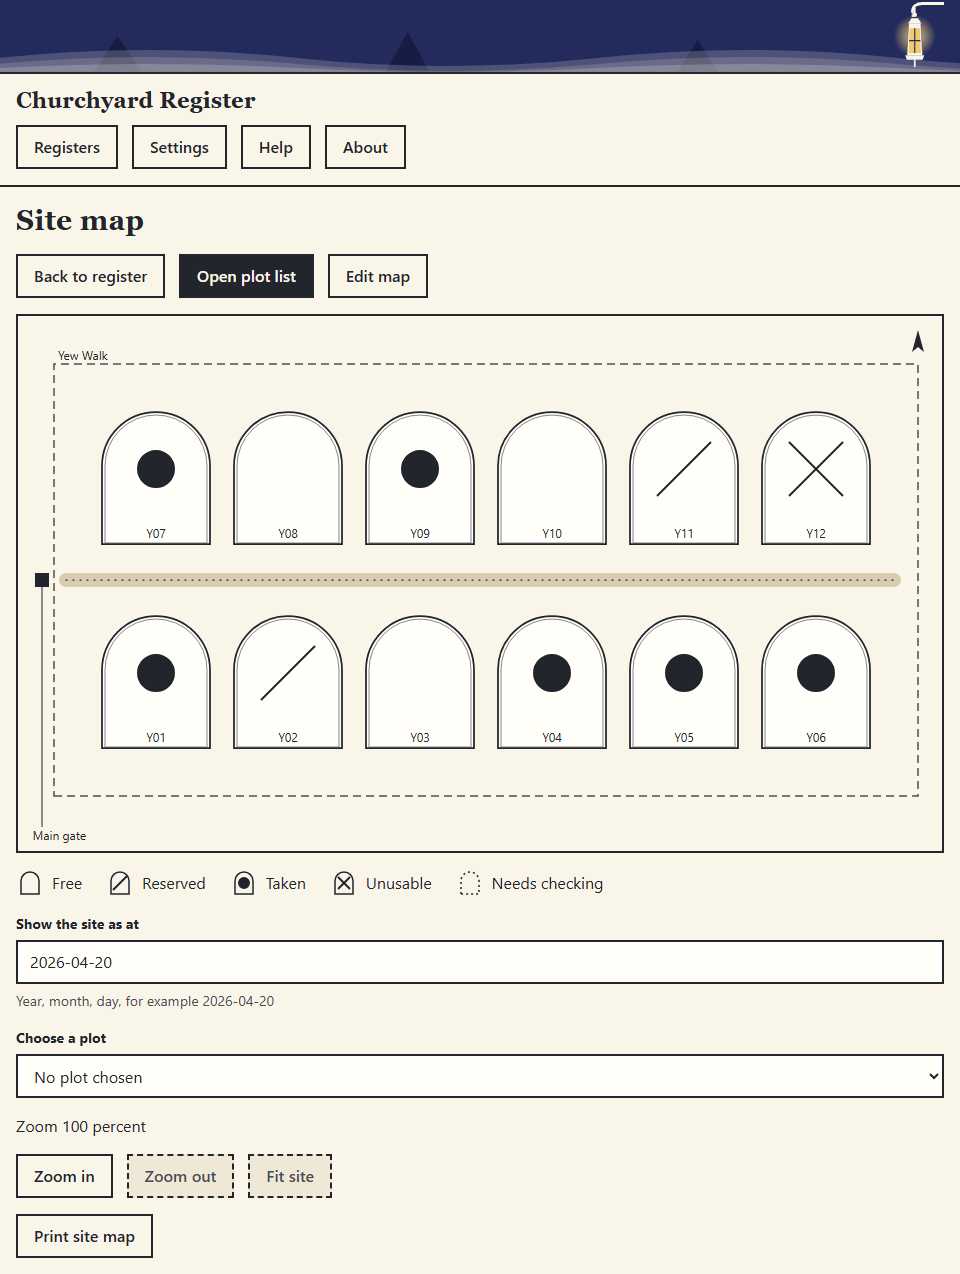 Churchyard Register
Registers Settings Help About
Site map
Back to register Open plot list Edit map
Yew Walk
Y07 Y08 Y09 Y10 Y11 Y12
Y01 Y02 Y03 Y04 Y05 Y06
Main gate
Free Reserved Taken Unusable Needs checking
Show the site as at
2026-04-20
Year, month, day, for example 2026-04-20
Choose a plot
No plot chosen
Zoom 100 percent
Zoom in Zoom out Fit site
Print site map